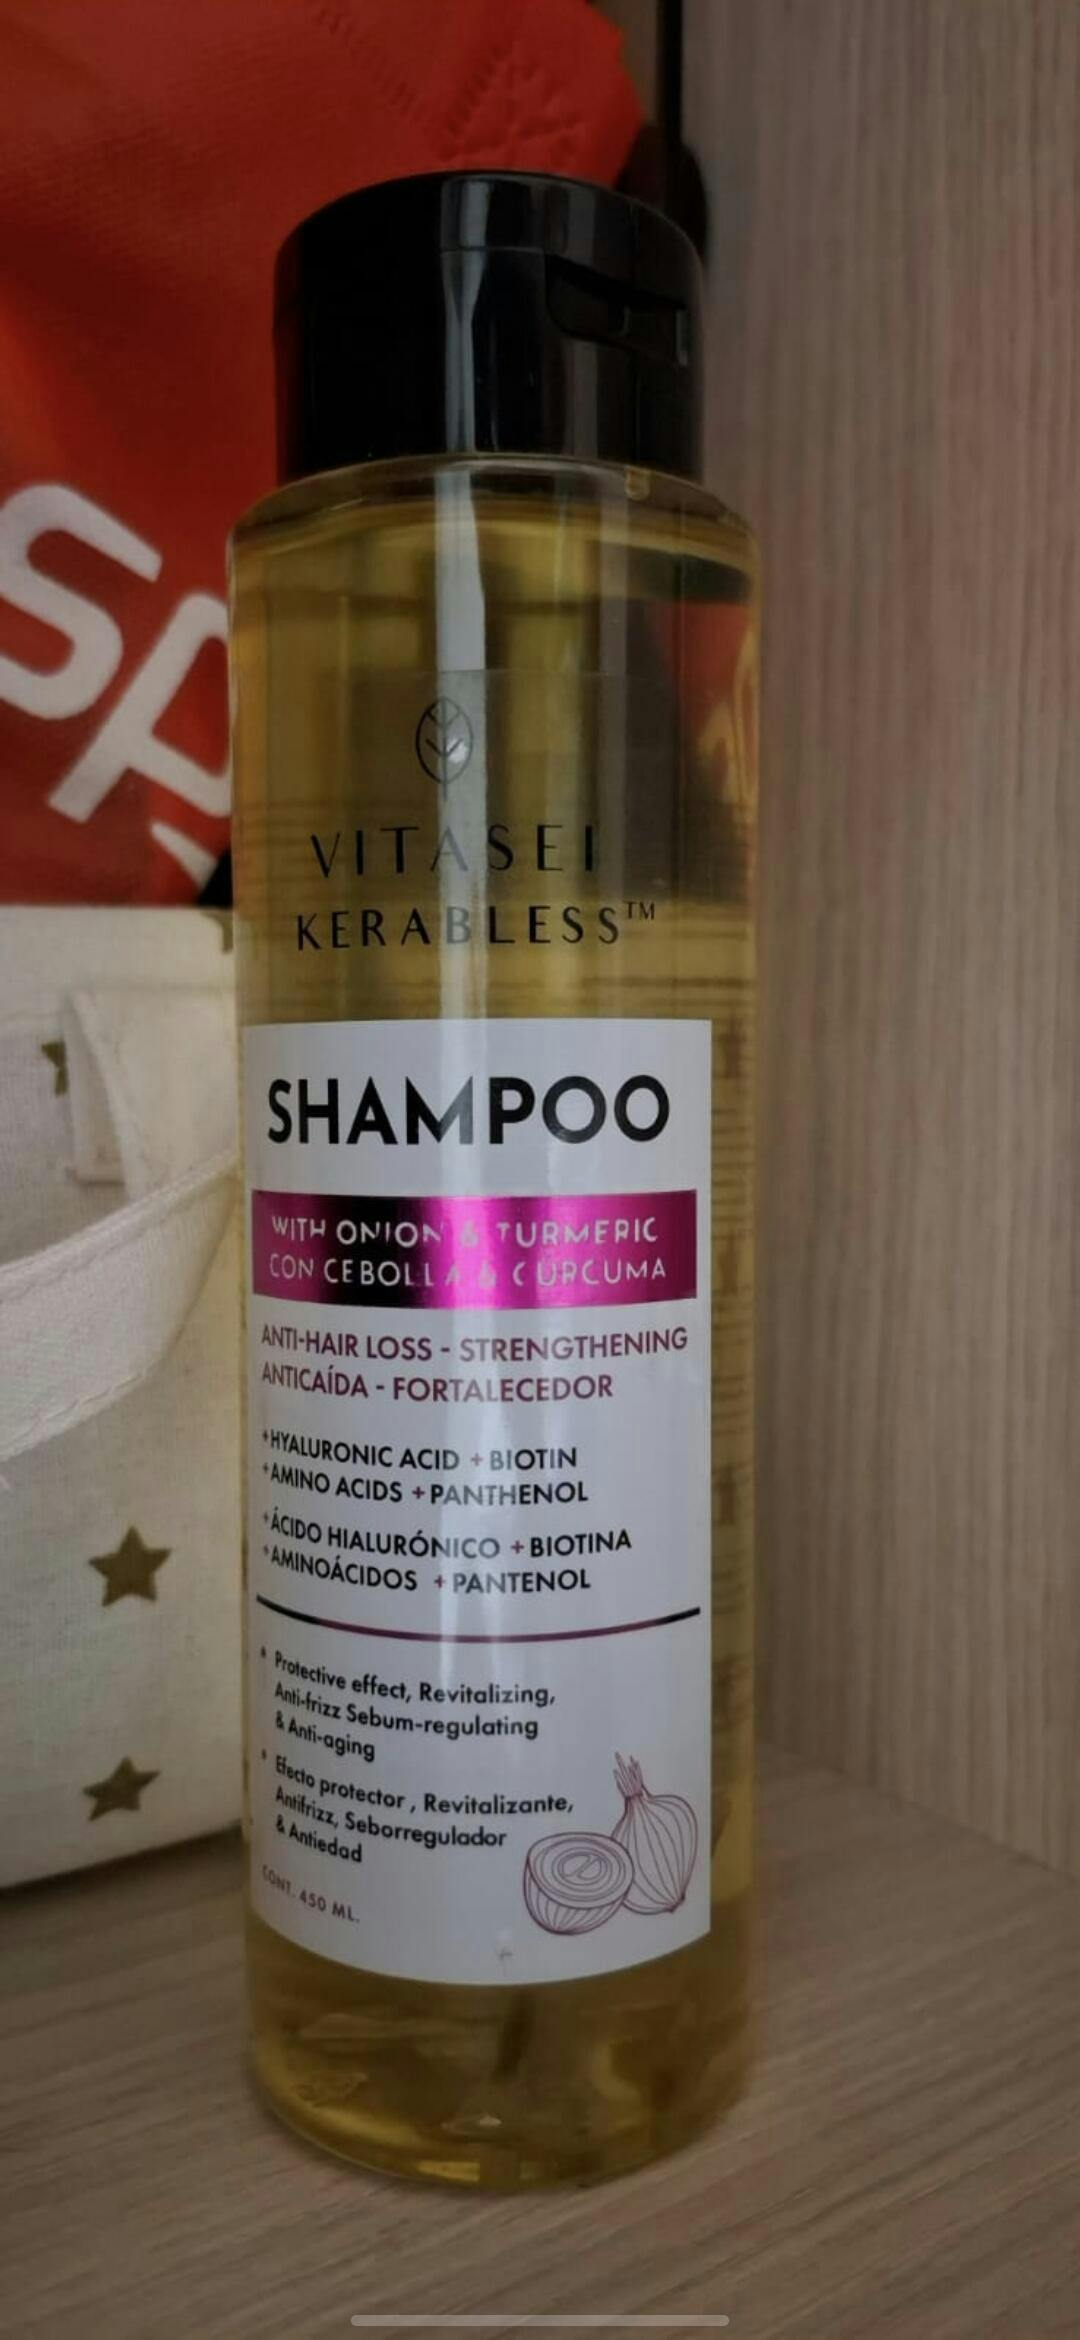 SP
VITASEI
KERABLESS™
SHAMPOO
WITH ONION & TURMERIC
CON CEBOLLA & CÚRCUMA
ANTI-HAIR LOSS - STRENGTHENING
ANTICAÍDA - FORTALECEDOR
+HYALURONIC ACID +BIOTIN
+AMINO ACIDS +PANTHENOL
+ÁCIDO HIALURÓNICO +BIOTINA
+AMINOÁCIDOS +PANTENOL
• Protective effect, Revitalizing,
Anti-frizz Sebum-regulating
& Anti-aging
• Efecto protector , Revitalizante,
Antifrizz, Seborregulador
& Antiedad
CONT. 450 ML.